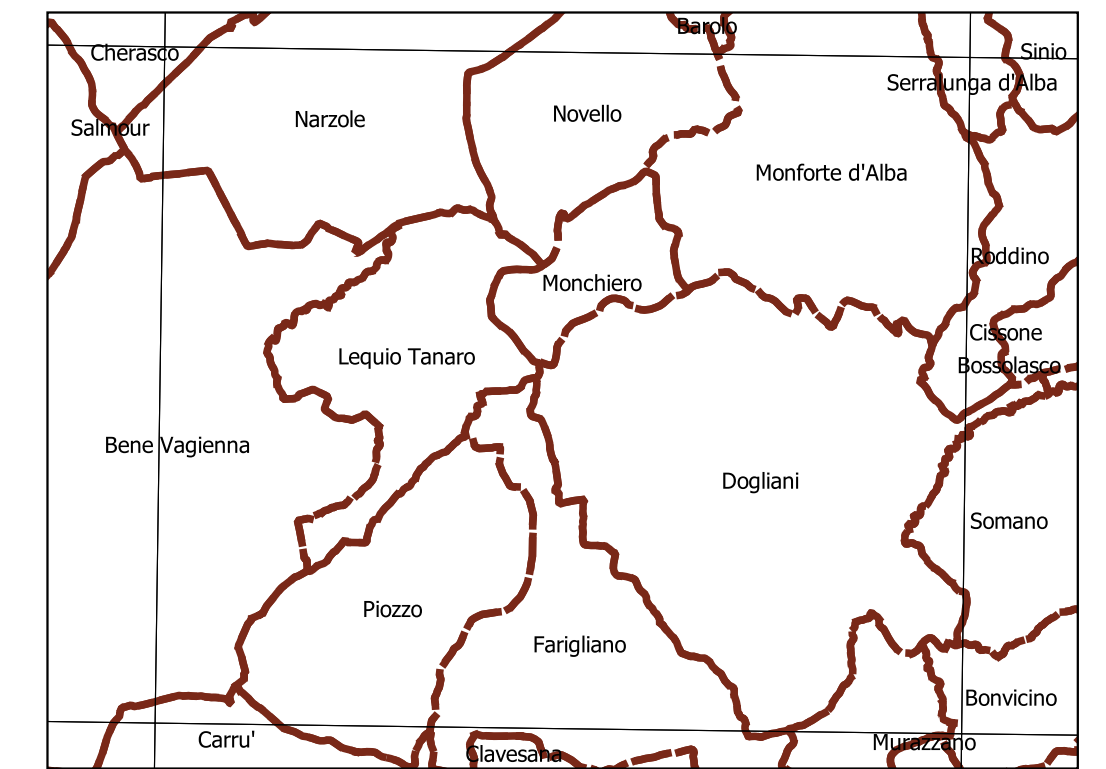 Barolo
Cherasco
Sinio
Serralunga d'Alba
Salmour
Narzole
Novello
Monforte d'Alba
Roddino
Monchiero
Cissone
Lequio Tanaro
Bossolasco
Bene Vagienna
Dogliani
Somano
Piozzo
Farigliano
Bonvicino
Carru'
Clavesana
Murazzano